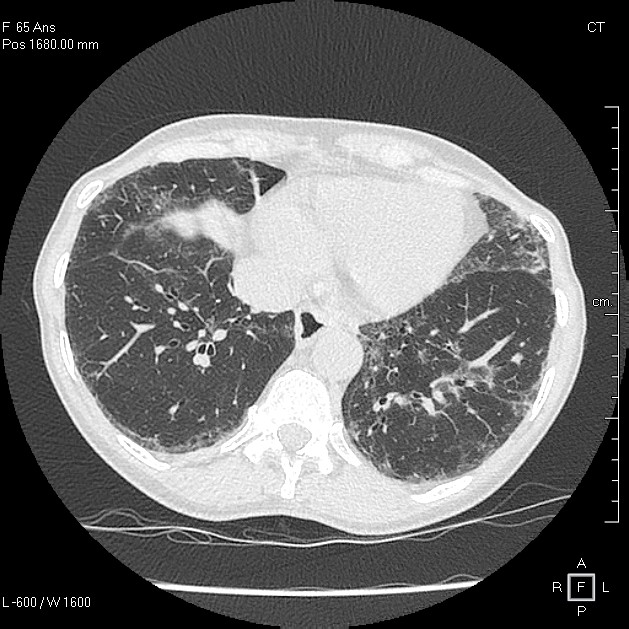 F 65 Ans
Pos 1680.00 mm
CT
cm.
L -600 / W 1600
A
R F L
P